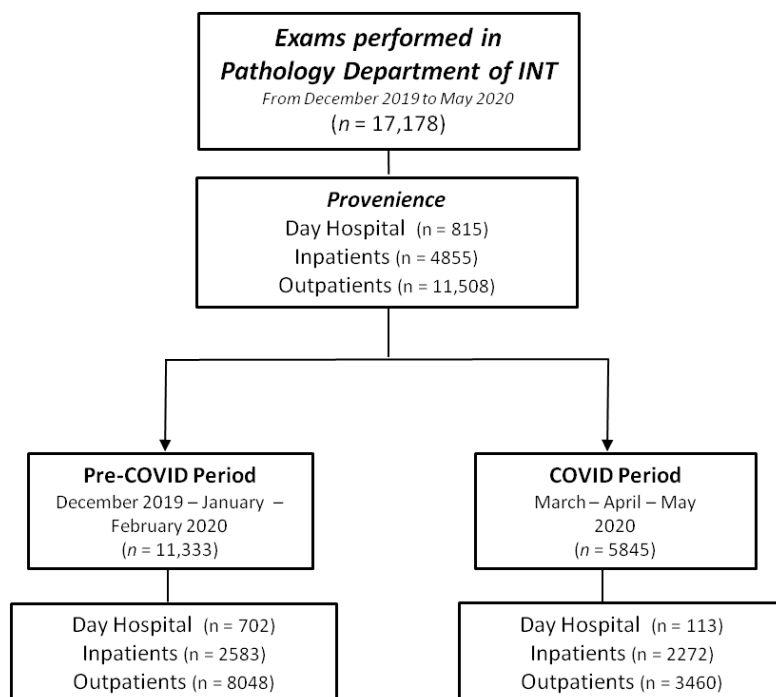 Exams performed in
Pathology Department of INT
From December 2019 to May 2020
(n = 17,178)
Provenience
Day Hospital (n = 815)
Inpatients (n = 4855)
Outpatients (n = 11,508)
Pre-COVID Period
December 2019 – January –
February 2020
(n = 11,333)
COVID Period
March – April – May
2020
(n = 5845)
Day Hospital (n = 702)
Inpatients (n = 2583)
Outpatients (n = 8048)
Day Hospital (n = 113)
Inpatients (n = 2272)
Outpatients (n = 3460)